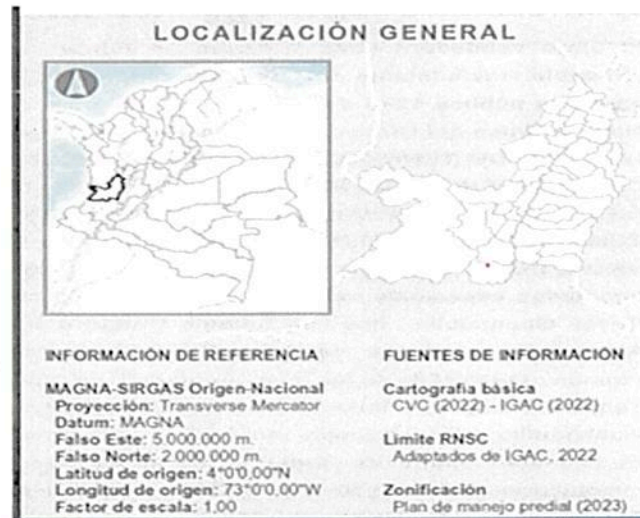 LOCALIZACIÓN GENERAL
INFORMACIÓN DE REFERENCIA
MAGNA-SIRGAS Origen-Nacional
Proyección: Transverse Mercator
Datum: MAGNA
Falso Este: 5.000.000 m.
Falso Norte: 2.000.000 m.
Latitud de origen: 4°0'0,00"N
Longitud de origen: 73°0'0,00"W
Factor de escala: 1,00
FUENTES DE INFORMACIÓN
Cartografía básica
CVC (2022) - IGAC (2022)
Límite RNSC
Adaptados de IGAC, 2022
Zonificación
Plan de manejo predial (2023)